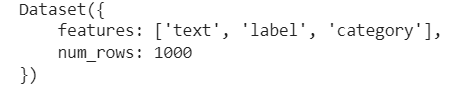 Dataset({
    features: ['text', 'label', 'category'],
    num_rows: 1000
})